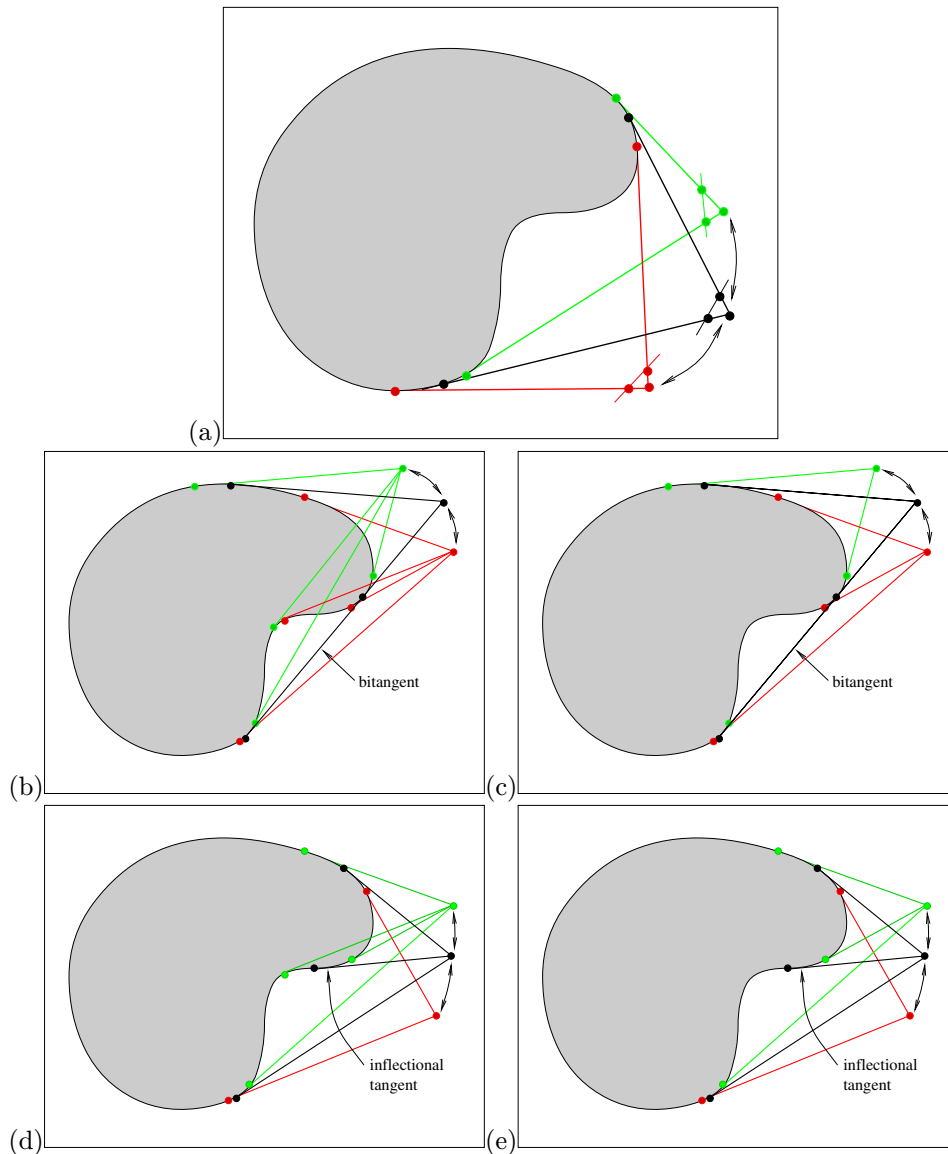 (a)
bitangent
bitangent
(b)
(c)
inflectional
tangent
inflectional
tangent
(d)
(e)